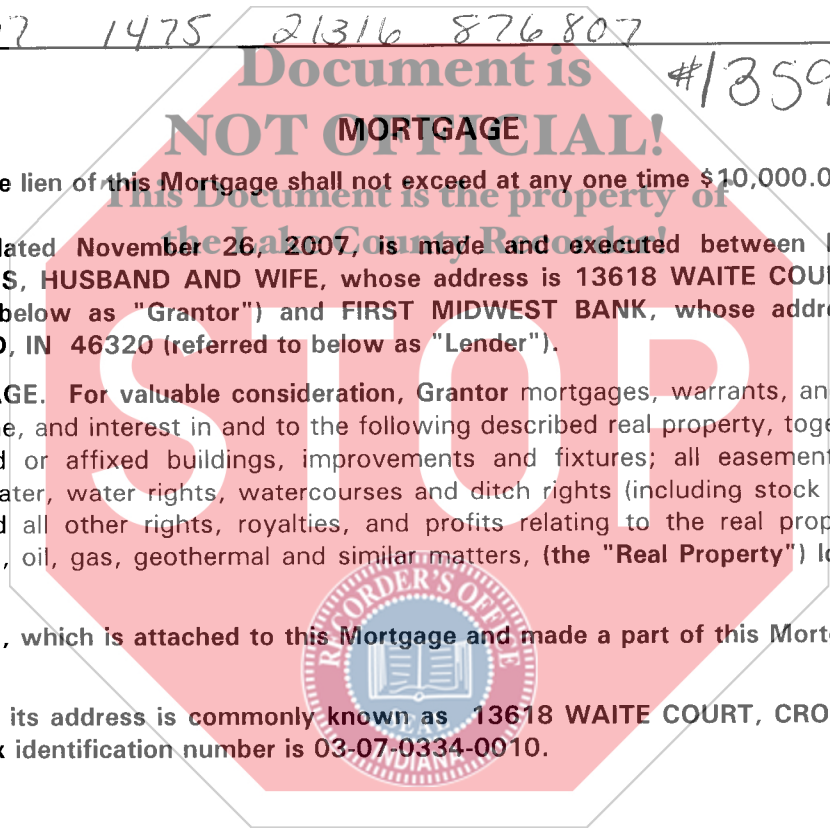 7 1475 21316 876807
Document is
#1359
NOT OFFICIAL!
MORTGAGE
e lien of this Mortgage shall not exceed at any one time $10,000.0
This Document is the property of
the Lake County Recorder!
ated November 26, 2007, is made and executed between
S, HUSBAND AND WIFE, whose address is 13618 WAITE COU
below as "Grantor") and FIRST MIDWEST BANK, whose addr
, IN 46320 (referred to below as "Lender").
GE. For valuable consideration, Grantor mortgages, warrants, an
e, and interest in and to the following described real property, toge
d or affixed buildings, improvements and fixtures; all easement
ater, water rights, watercourses and ditch rights (including stock
d all other rights, royalties, and profits relating to the real prop
, oil, gas, geothermal and similar matters, (the "Real Property") lo
STOP
, which is attached to this Mortgage and made a part of this Mort
its address is commonly known as 13618 WAITE COURT, CRO
x identification number is 03-07-0334-0010.
RECORDER'S OFFICE
SEAL
INDIANA